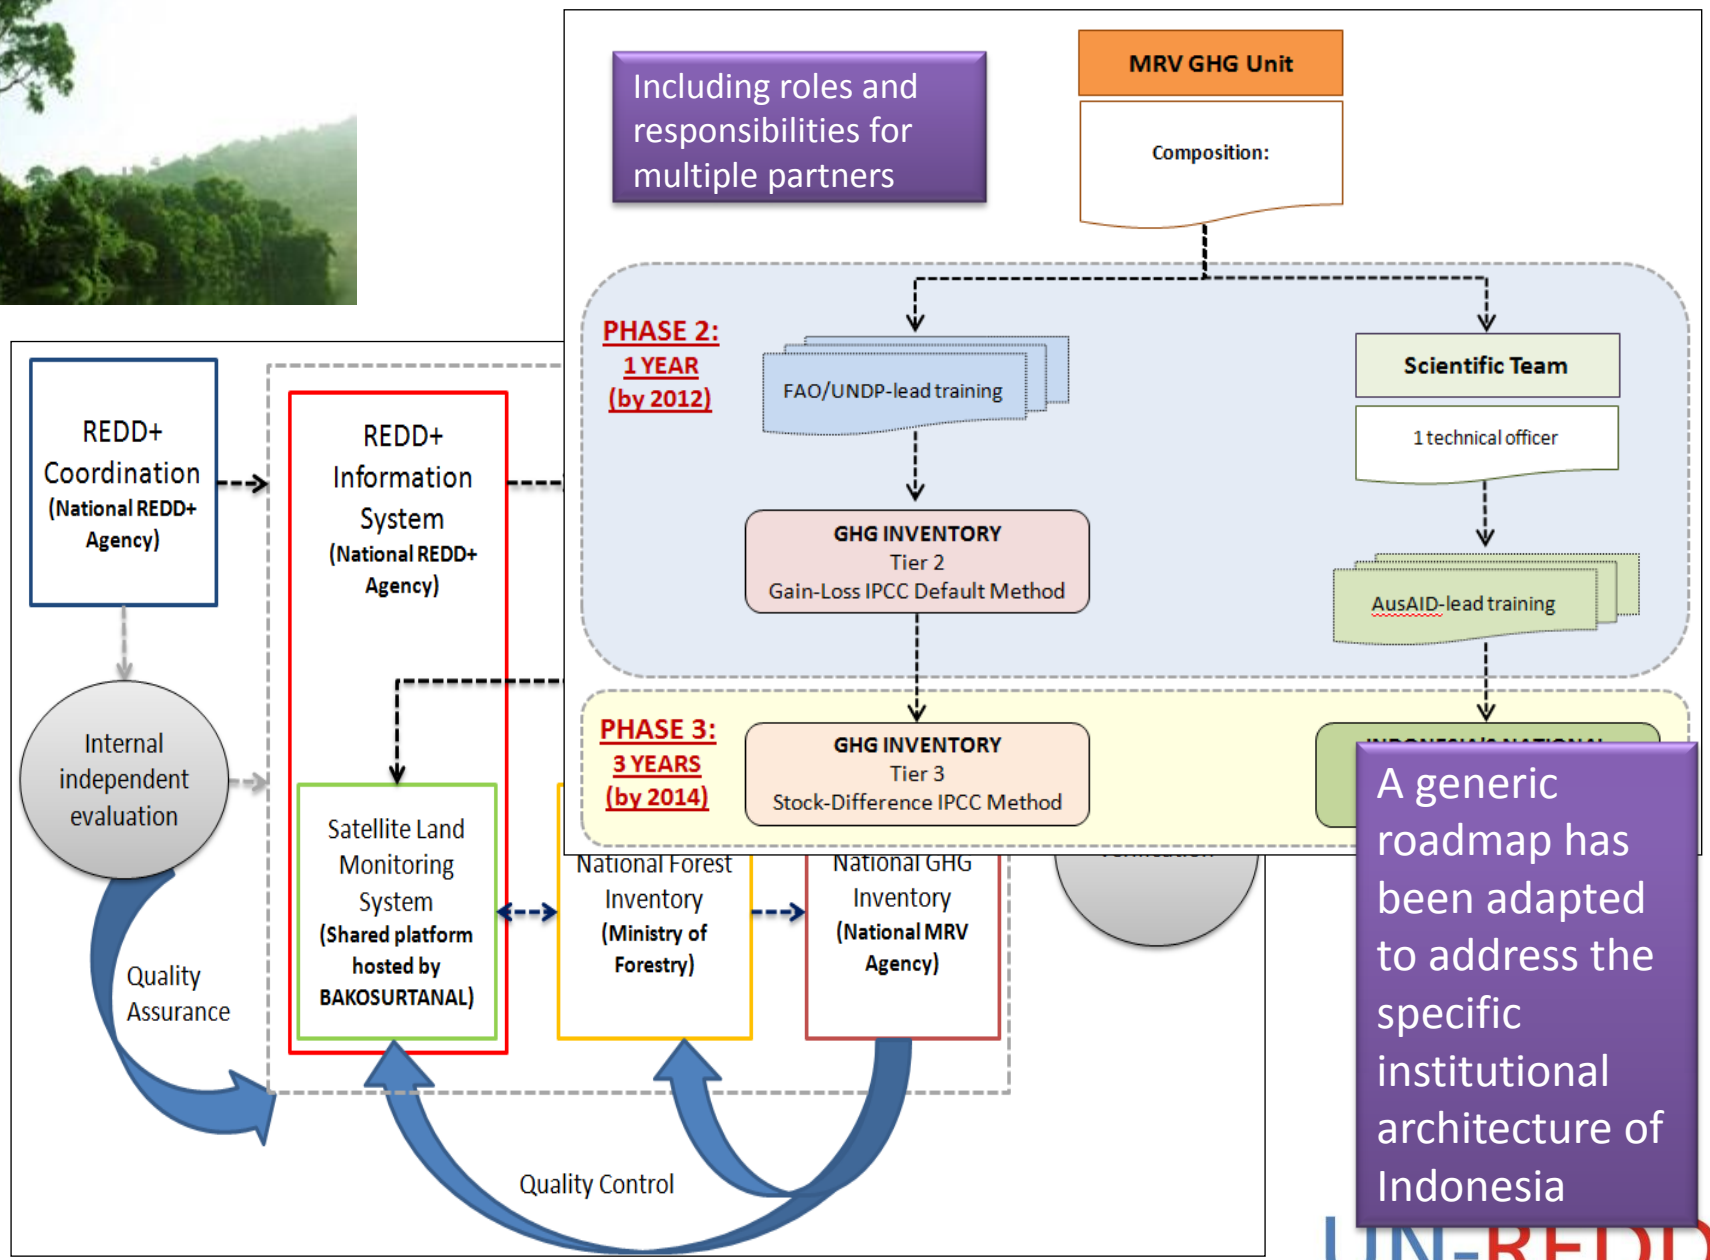 Including roles and
responsibilities for
multiple partners
MRV GHG Unit
Composition:
PHASE 2:
1 YEAR
(by 2012)
FAO/UNDP-lead training
Scientific Team
1 technical officer
GHG INVENTORY
Tier 2
Gain-Loss IPCC Default Method
AusAID-lead training
PHASE 3:
3 YEARS
(by 2014)
GHG INVENTORY
Tier 3
Stock-Difference IPCC Method
INDONESIA'S NATIONAL
A generic
roadmap has
been adapted
to address the
specific
institutional
architecture of
Indonesia
REDD+
Coordination
(National REDD+
Agency)
REDD+
Information
System
(National REDD+
Agency)
Internal
independent
evaluation
Satellite Land
Monitoring
System
(Shared platform
hosted by
BAKOSURTANAL)
National Forest
Inventory
(Ministry of
Forestry)
National GHG
Inventory
(National MRV
Agency)
Quality
Assurance
Quality Control
UN-REDD